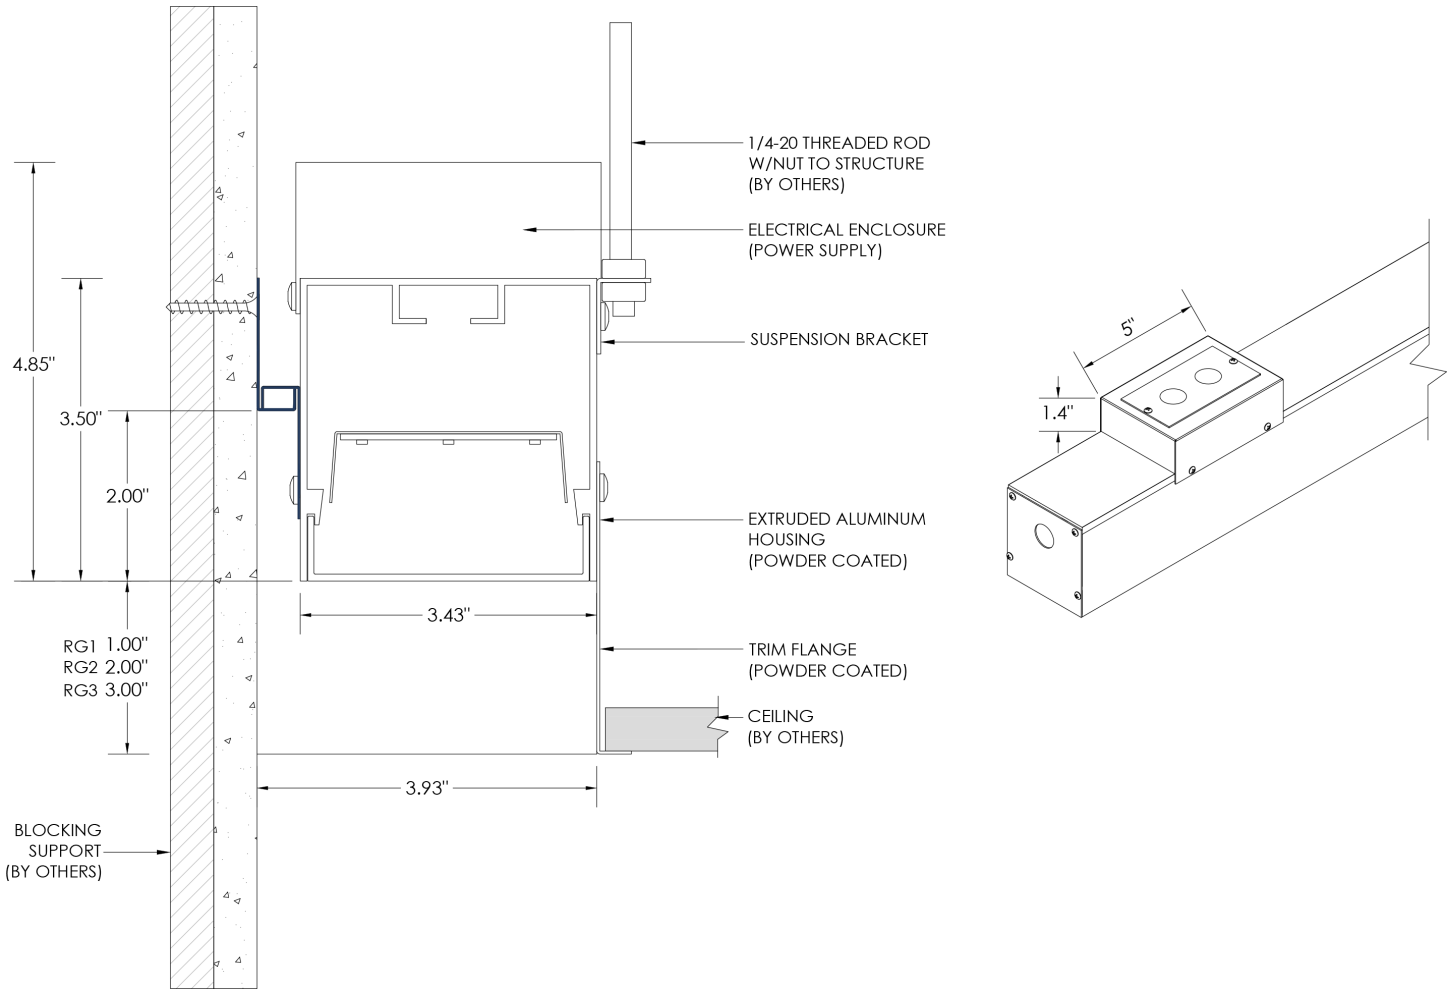 1/4-20 THREADED ROD
W/NUT TO STRUCTURE
(BY OTHERS)
ELECTRICAL ENCLOSURE
(POWER SUPPLY)
SUSPENSION BRACKET
EXTRUDED ALUMINUM
HOUSING
(POWDER COATED)
TRIM FLANGE
(POWDER COATED)
CEILING
(BY OTHERS)
4.85"
3.50"
2.00"
3.43"
RG1 1.00"
RG2 2.00"
RG3 3.00"
3.93"
BLOCKING
SUPPORT
(BY OTHERS)
5"
1.4"